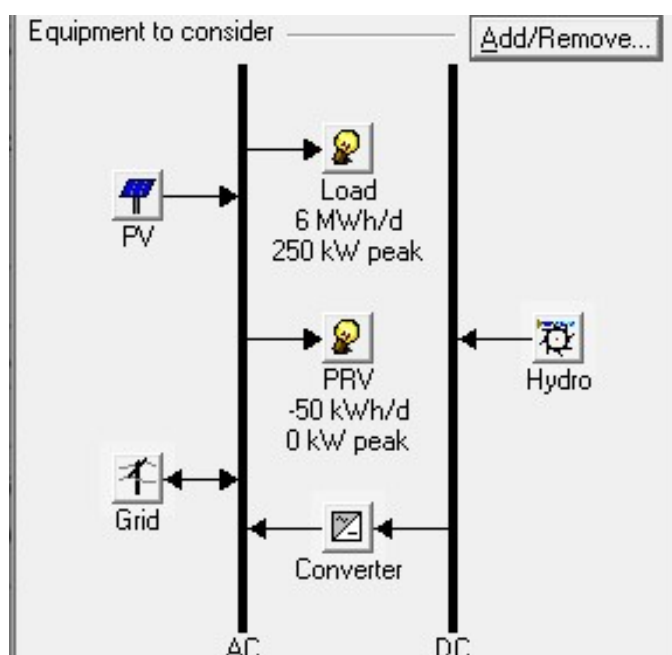 Equipment to consider
Add/Remove...
Load
6 MWh/d
250 kW peak
PV
PRV
-50 kWh/d
0 kW peak
Hydro
Grid
Converter
AC
DC